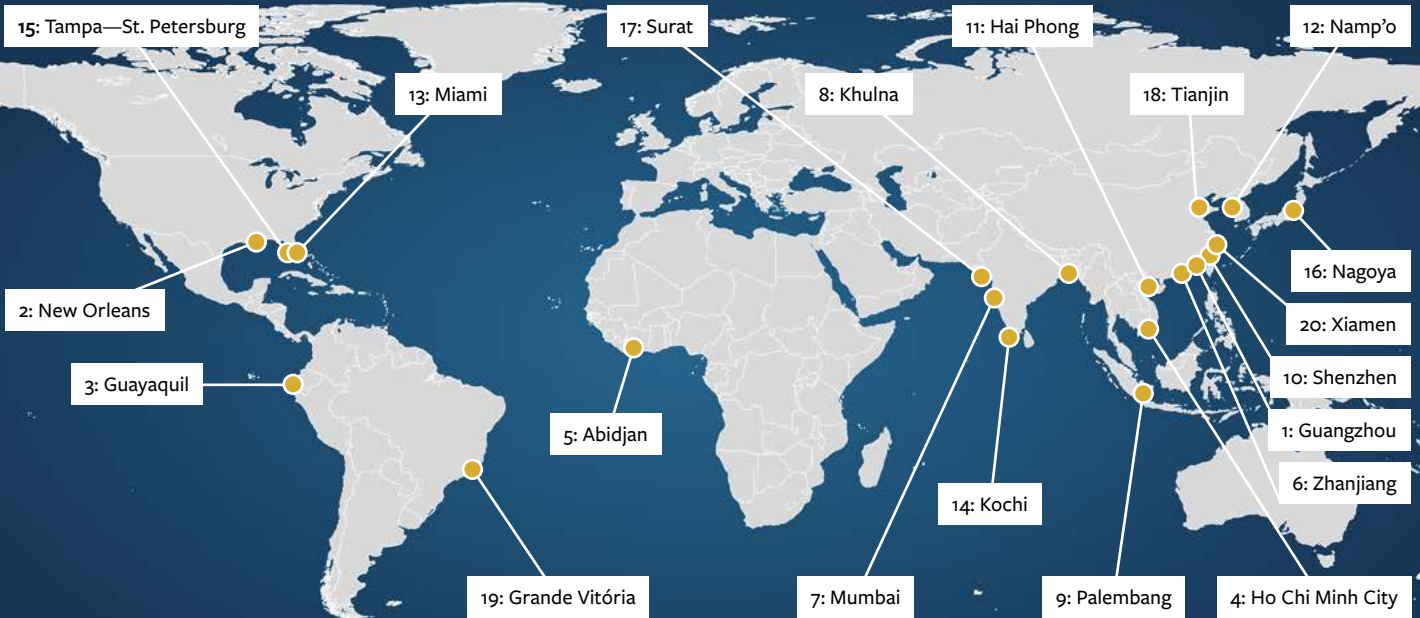 15: Tampa—St. Petersburg
17: Surat
11: Hai Phong
12: Namp’o
13: Miami
8: Khulna
18: Tianjin
16: Nagoya
2: New Orleans
20: Xiamen
3: Guayaquil
10: Shenzhen
5: Abidjan
1: Guangzhou
6: Zhanjiang
14: Kochi
19: Grande Vitória
7: Mumbai
9: Palembang
4: Ho Chi Minh City